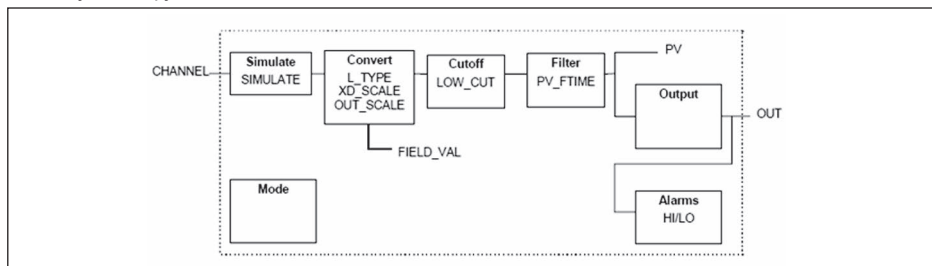 CHANNEL
Simulate
SIMULATE
Convert
L_TYPE
XD_SCALE
OUT_SCALE
Cutoff
LOW_CUT
Filter
PV_FTIME
PV
Output
OUT
FIELD_VAL
Mode
Alarms
HI/LO